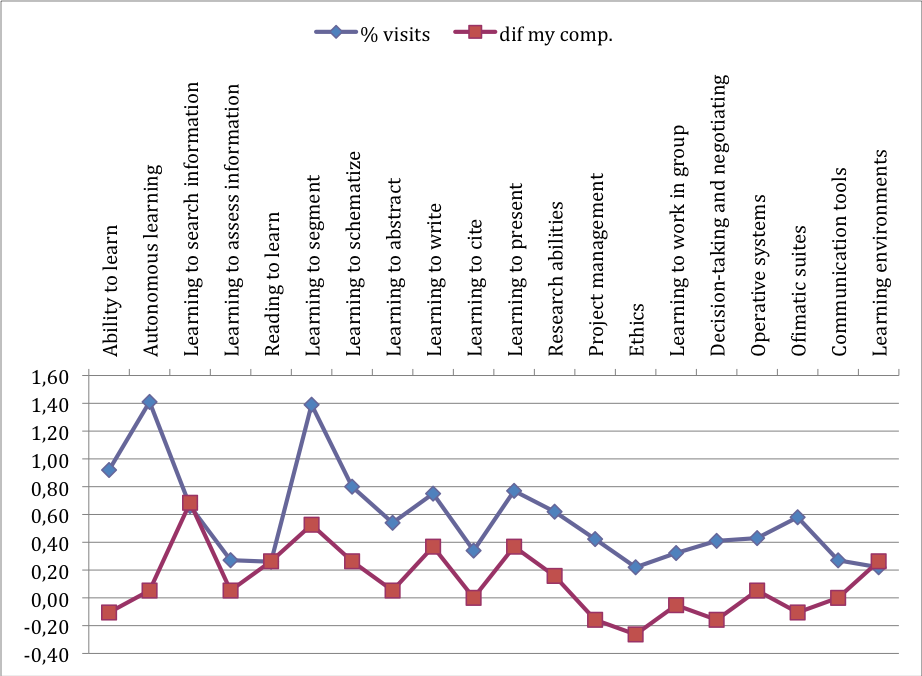 % visits
dif my comp.
Ability to learn
Autonomous learning
Learning to search information
Learning to assess information
Reading to learn
Learning to segment
Learning to schematize
Learning to abstract
Learning to write
Learning to cite
Learning to present
Research abilities
Project management
Ethics
Learning to work in group
Decision-taking and negotiating
Operative systems
Ofimatic suites
Communication tools
Learning environments
1,60
1,40
1,20
1,00
0,80
0,60
0,40
0,20
0,00
-0,20
-0,40